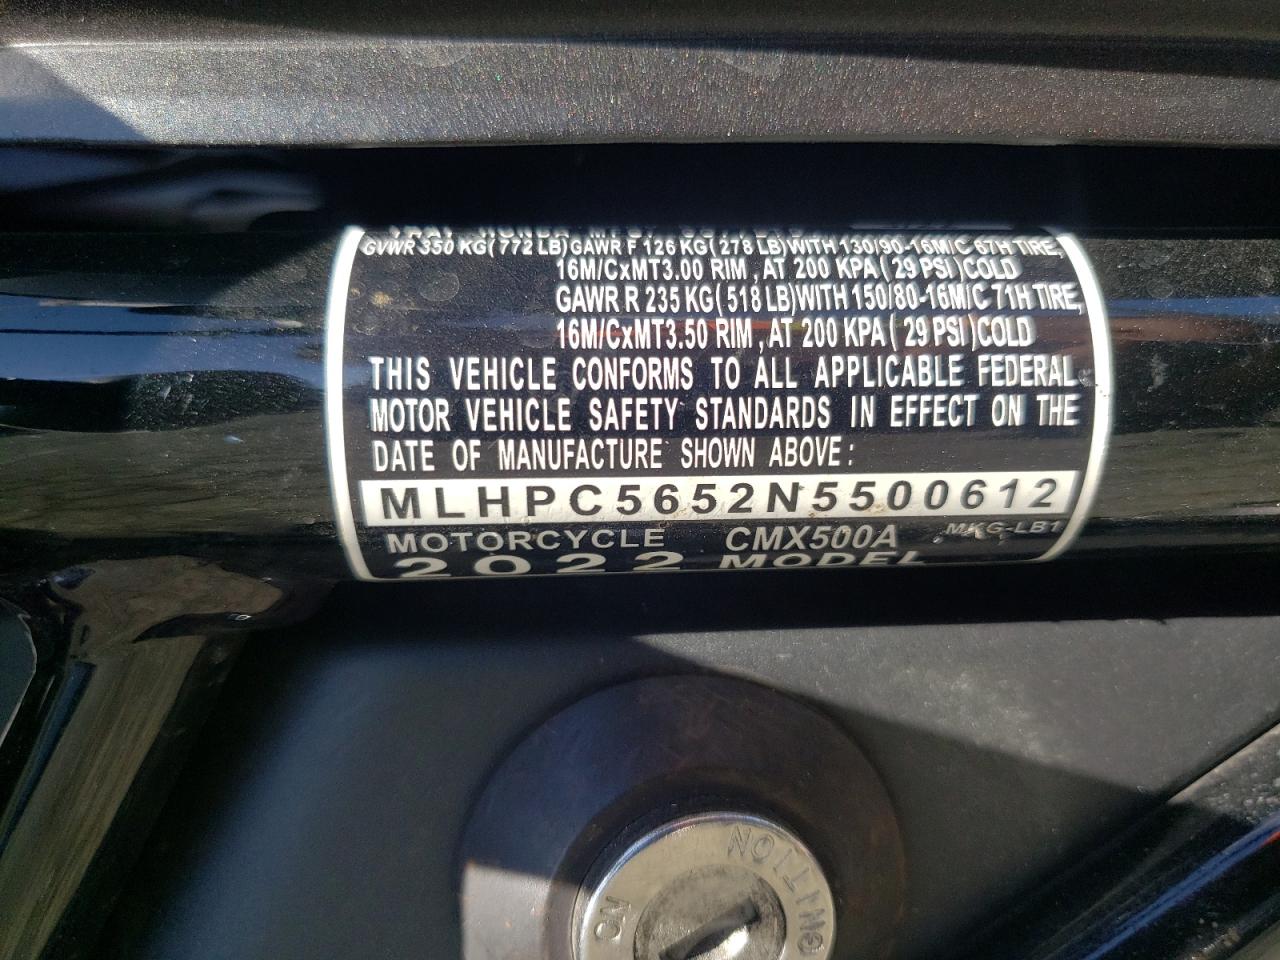 GVWR 350 KG(772 LB)GAWR F 126 KG(278 LB)WITH 130/90-16M/C 67H TIRE,
16M/CxMT3.00 RIM , AT 200 KPA(29 PSI)COLD
GAWR R 235 KG(518 LB)WITH 150/80-16M/C 71H TIRE,
16M/CxMT3.50 RIM , AT 200 KPA(29 PSI)COLD
THIS VEHICLE CONFORMS TO ALL APPLICABLE FEDERAL
MOTOR VEHICLE SAFETY STANDARDS IN EFFECT ON THE
DATE OF MANUFACTURE SHOWN ABOVE:
MLHPC5652N5500612
MOTORCYCLE CMX500A MKG-LB1
2022 MODEL
IGNITION
ON